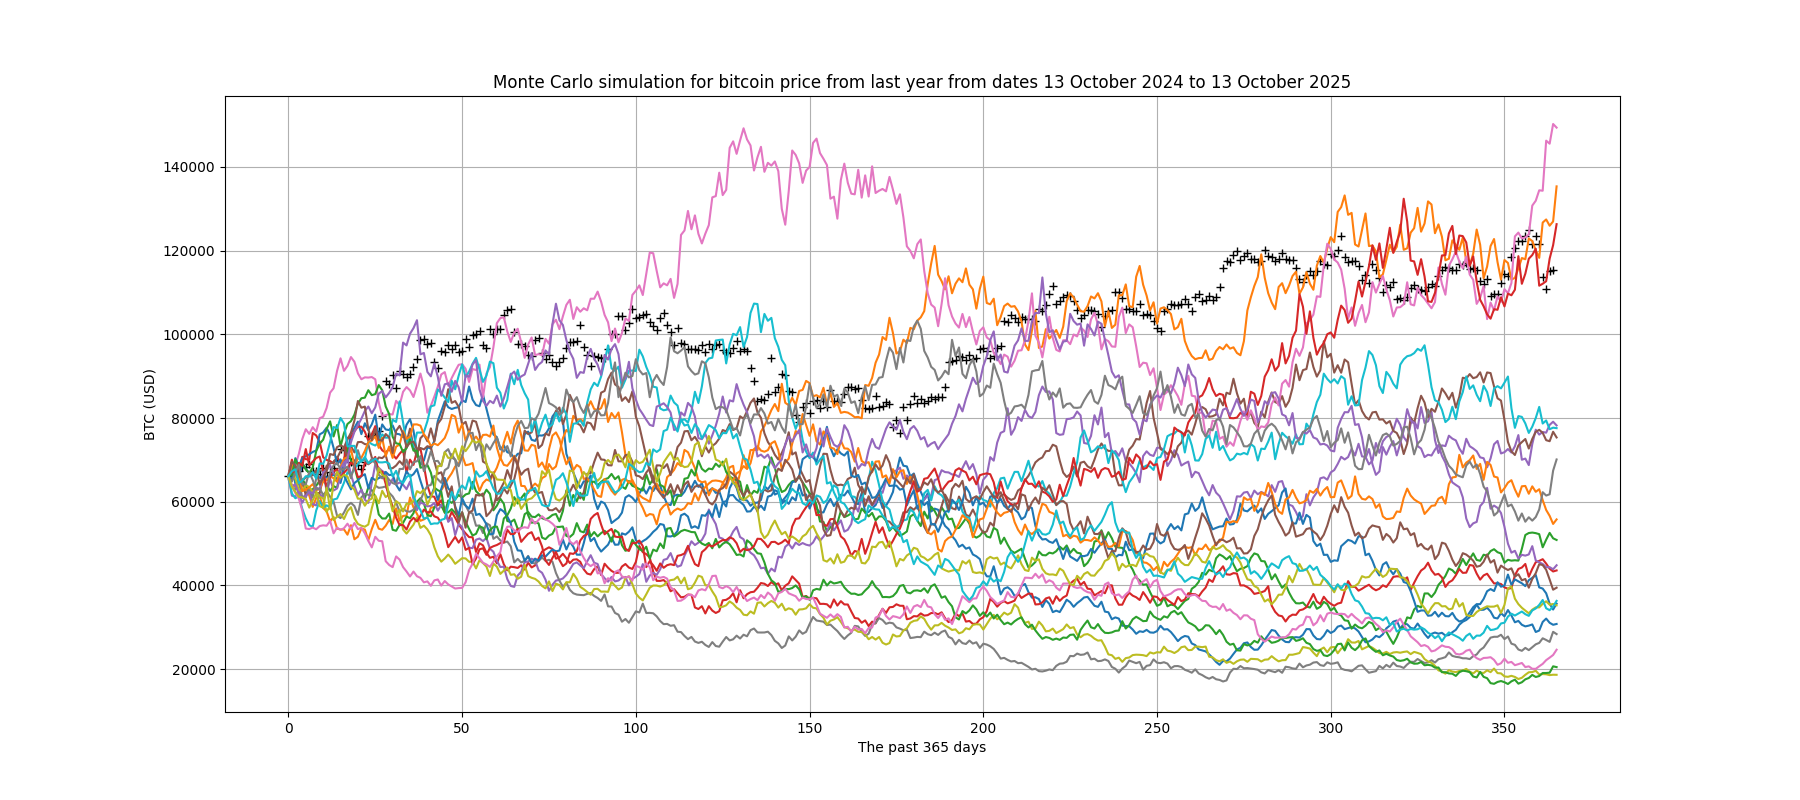 Monte Carlo simulation for bitcoin price from last year from dates 13 October 2024 to 13 October 2025
140000
120000
100000
80000
60000
40000
20000
BTC (USD)
0 50 100 150 200 250 300 350
The past 365 days